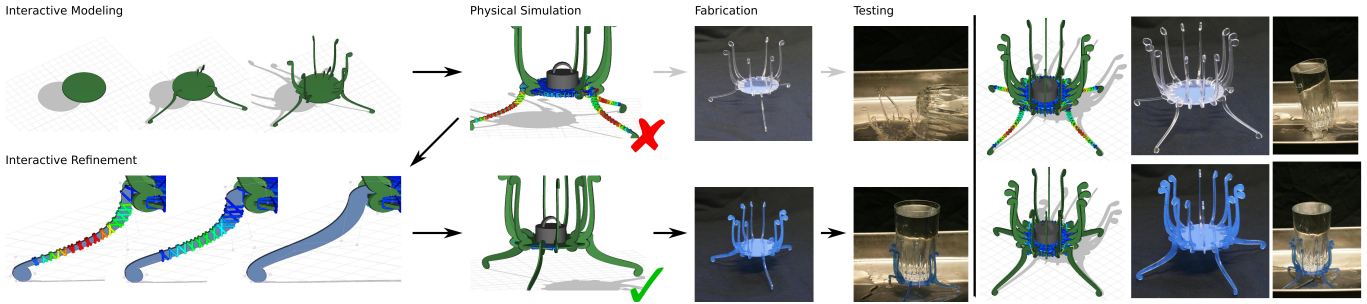 Interactive Modeling
Physical Simulation
Fabrication
Testing
Interactive Refinement